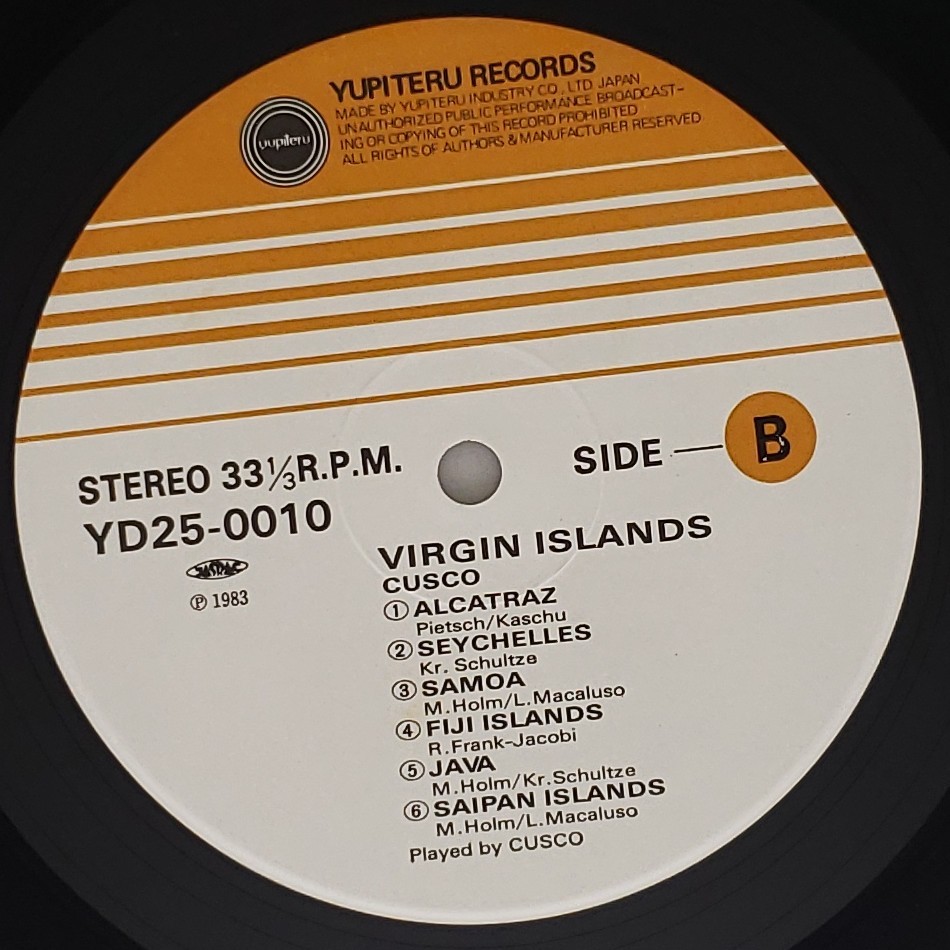 YUPITERU RECORDS
MADE BY YUPITERU INDUSTRY CO., LTD. JAPAN
UNAUTHORIZED PUBLIC PERFORMANCE BROADCAST-
ING OR COPYING OF THIS RECORD PROHIBITED
ALL RIGHTS OF AUTHORS & MANUFACTURER RESERVED
yupiteru
STEREO 33⅓ R.P.M.
YD25-0010
JASRAC
Ⓟ 1983
SIDE — B
VIRGIN ISLANDS
CUSCO
① ALCATRAZ
Pietsch/Kaschu
② SEYCHELLES
Kr. Schultze
③ SAMOA
M.Holm/L.Macaluso
④ FIJI ISLANDS
R.Frank-Jacobi
⑤ JAVA
M.Holm/Kr.Schultze
⑥ SAIPAN ISLANDS
M.Holm/L.Macaluso
Played by CUSCO